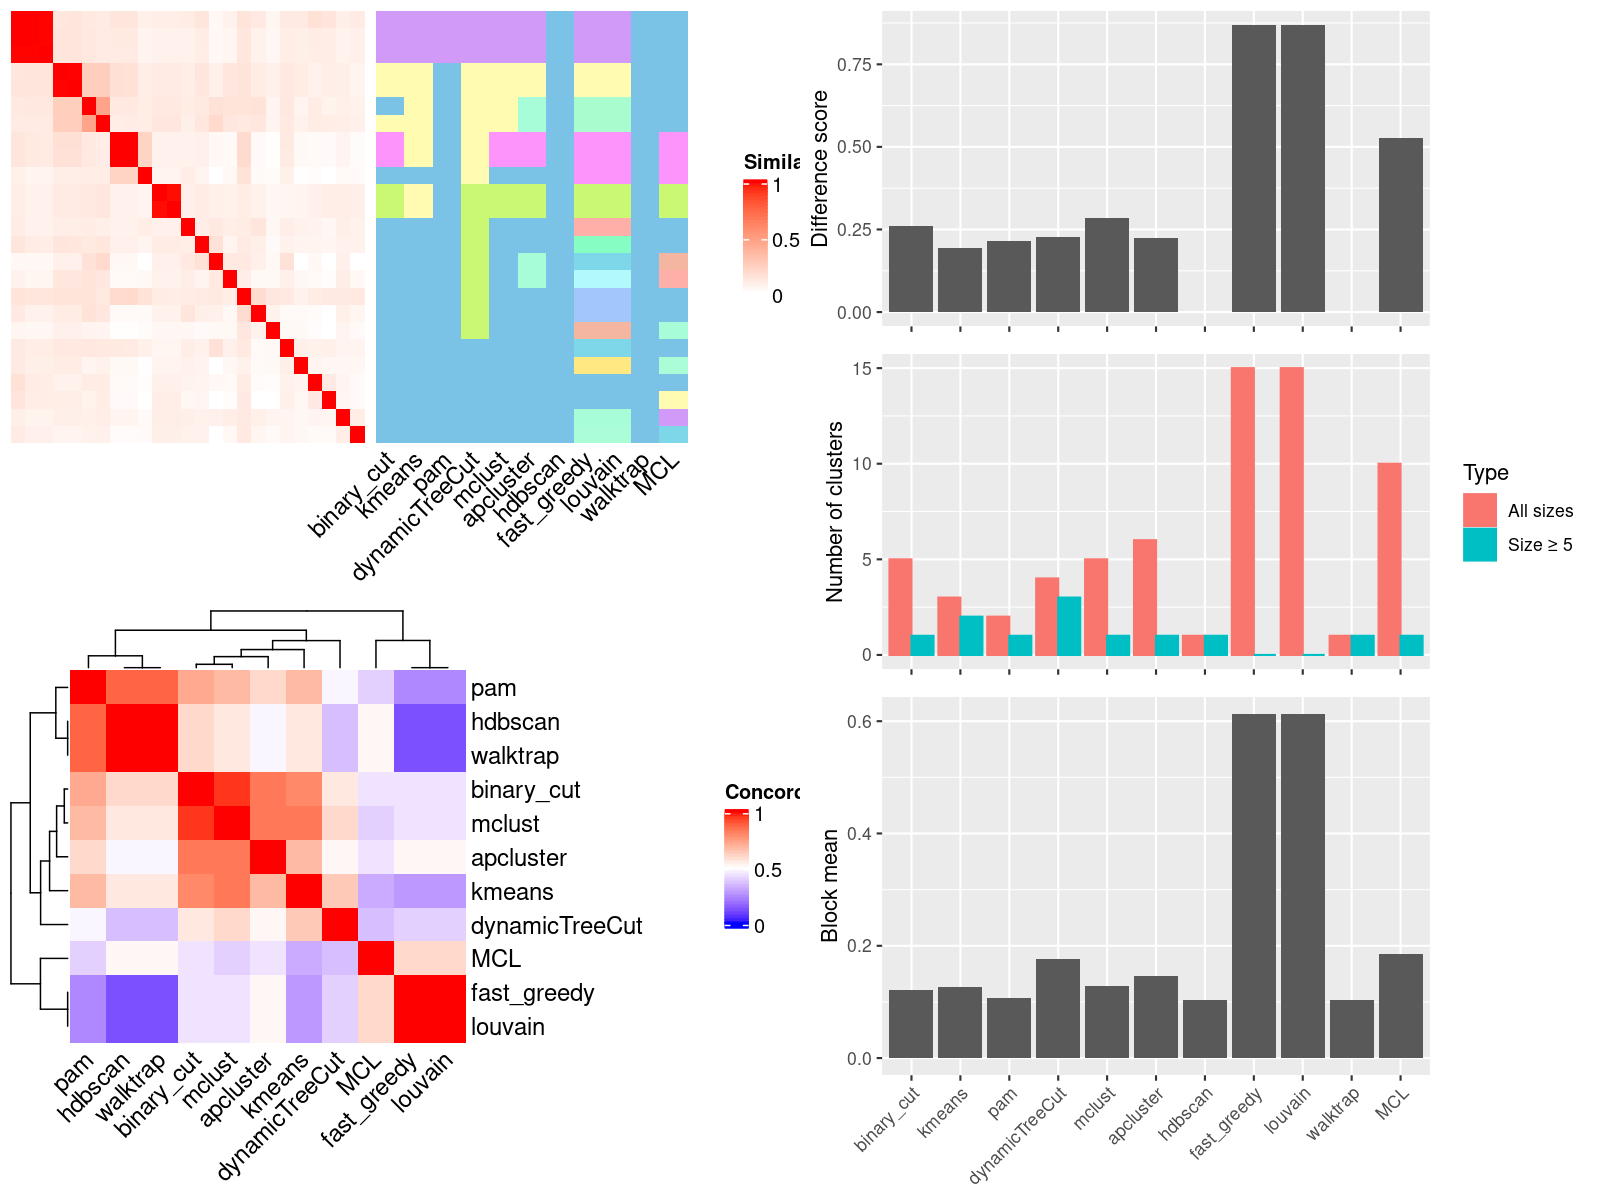 Simila
1
0.5
0
binary_cut
kmeans
pam
dynamicTreeCut
mclust
apcluster
hdbscan
fast_greedy
louvain
walktrap
MCL
Difference score
0.75
0.50
0.25
0.00
Number of clusters
15
10
5
0
Type
All sizes
Size ≥ 5
pam
hdbscan
walktrap
binary_cut
mclust
apcluster
kmeans
dynamicTreeCut
MCL
fast_greedy
louvain
pam
hdbscan
walktrap
binary_cut
mclust
apcluster
kmeans
dynamicTreeCut
MCL
fast_greedy
louvain
Concord
1
0.5
0
Block mean
0.6
0.4
0.2
0.0
binary_cut
kmeans
pam
dynamicTreeCut
mclust
apcluster
hdbscan
fast_greedy
louvain
walktrap
MCL